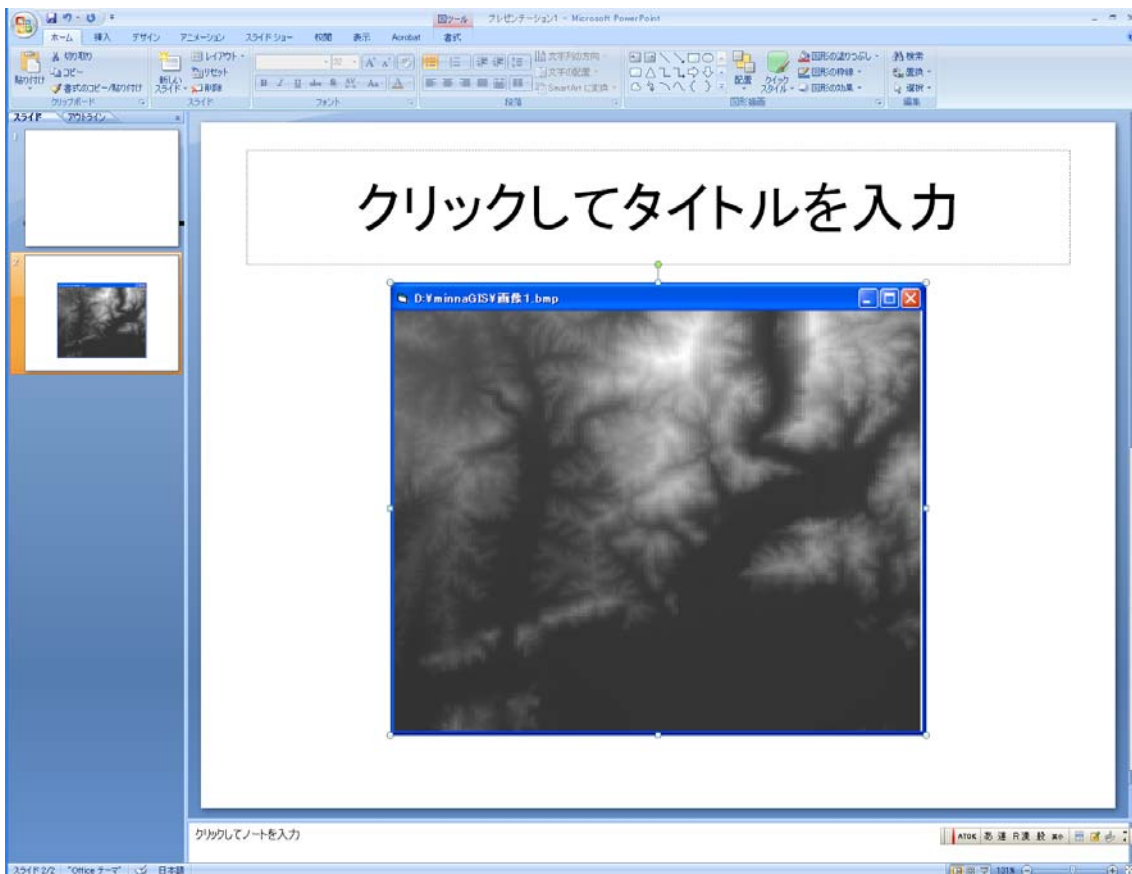 図ツール プレゼンテーション1 - Microsoft PowerPoint
ホーム 挿入 デザイン アニメーション スライド ショー 校閲 表示 Acrobat 書式
貼り付け
切り取り
コピー
書式のコピー/貼り付け
クリップボード
新しい
スライド
レイアウト
リセット
削除
スライド
32
フォント
文字列の方向
文字の配置
SmartArt に変換
段落
配置
クイック
スタイル
図形の塗りつぶし
図形の枠線
図形の効果
図形描画
検索
置換
選択
編集
スライド アウトライン
1
2
クリックしてタイトルを入力
D:¥minnaGIS¥画像1.bmp
クリックしてノートを入力
ATOK あ 連 R漢 般
スライド 2/2 "Office テーマ" 日本語 101%